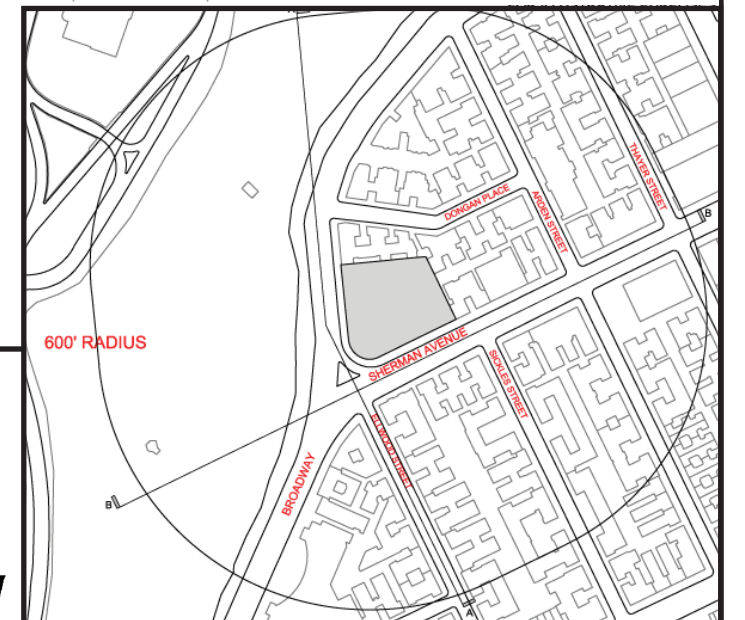 THAYER STREET
DONGAN PLACE
ARDEN STREET
B
600' RADIUS
SHERMAN AVENUE
SICKLES STREET
ELLWOOD STREET
BROADWAY
B
A